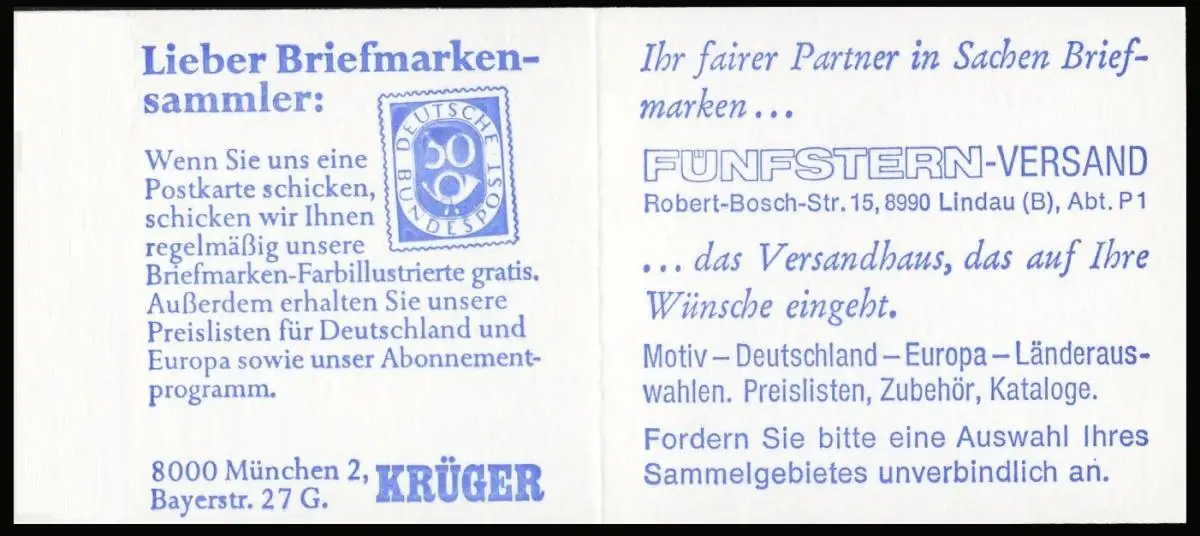 Lieber Briefmarken-
sammler:
Wenn Sie uns eine
Postkarte schicken,
schicken wir Ihnen
regelmäßig unsere
Briefmarken-Farbillustrierte gratis.
Außerdem erhalten Sie unsere
Preislisten für Deutschland und
Europa sowie unser Abonnement-
programm.
DEUTSCHE
50
BUNDESPOST
8000 München 2,
Bayerstr. 27 G.
KRÜGER
Ihr fairer Partner in Sachen Brief-
marken...
FÜNFSTERN-VERSAND
Robert-Bosch-Str. 15, 8990 Lindau (B), Abt. P1
... das Versandhaus, das auf Ihre
Wünsche eingeht.
Motiv – Deutschland – Europa – Länderaus-
wahlen. Preislisten, Zubehör, Kataloge.
Fordern Sie bitte eine Auswahl Ihres
Sammelgebietes unverbindlich an.